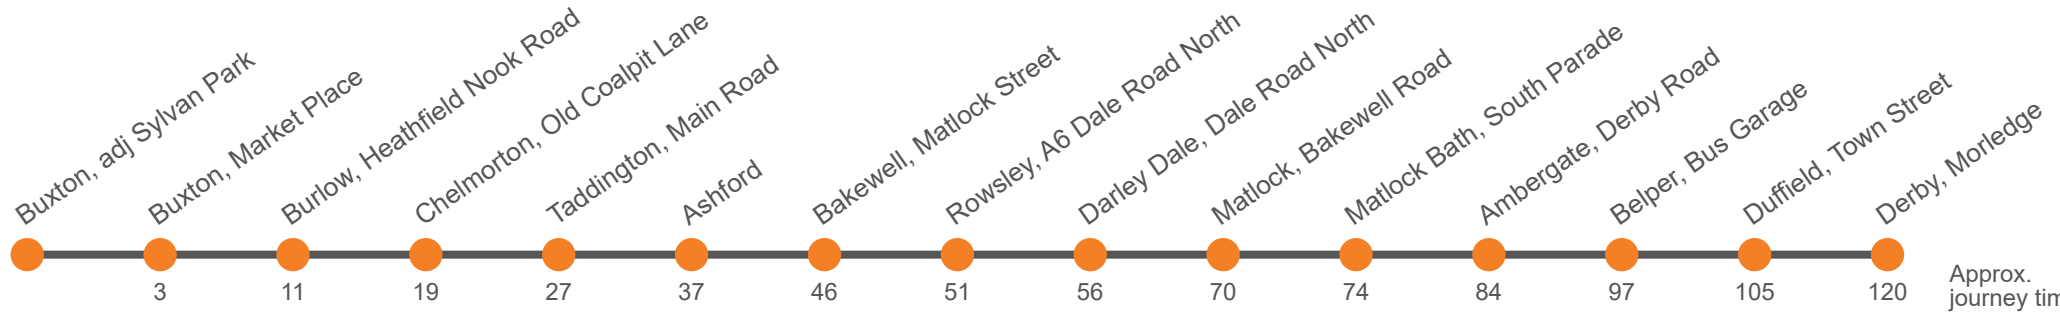 Buxton, adj Sylvan Park
Buxton, Market Place
Burlow, Heathfield Nook Road
Chelmorton, Old Coalpit Lane
Taddington, Main Road
Ashford
Bakewell, Matlock Street
Rowsley, A6 Dale Road North
Darley Dale, Dale Road North
Matlock, Bakewell Road
Matlock Bath, South Parade
Ambergate, Derby Road
Belper, Bus Garage
Duffield, Town Street
Derby, Morledge
3 11 19 27 37 46 51 56 70 74 84 97 105 120
Approx.
journey